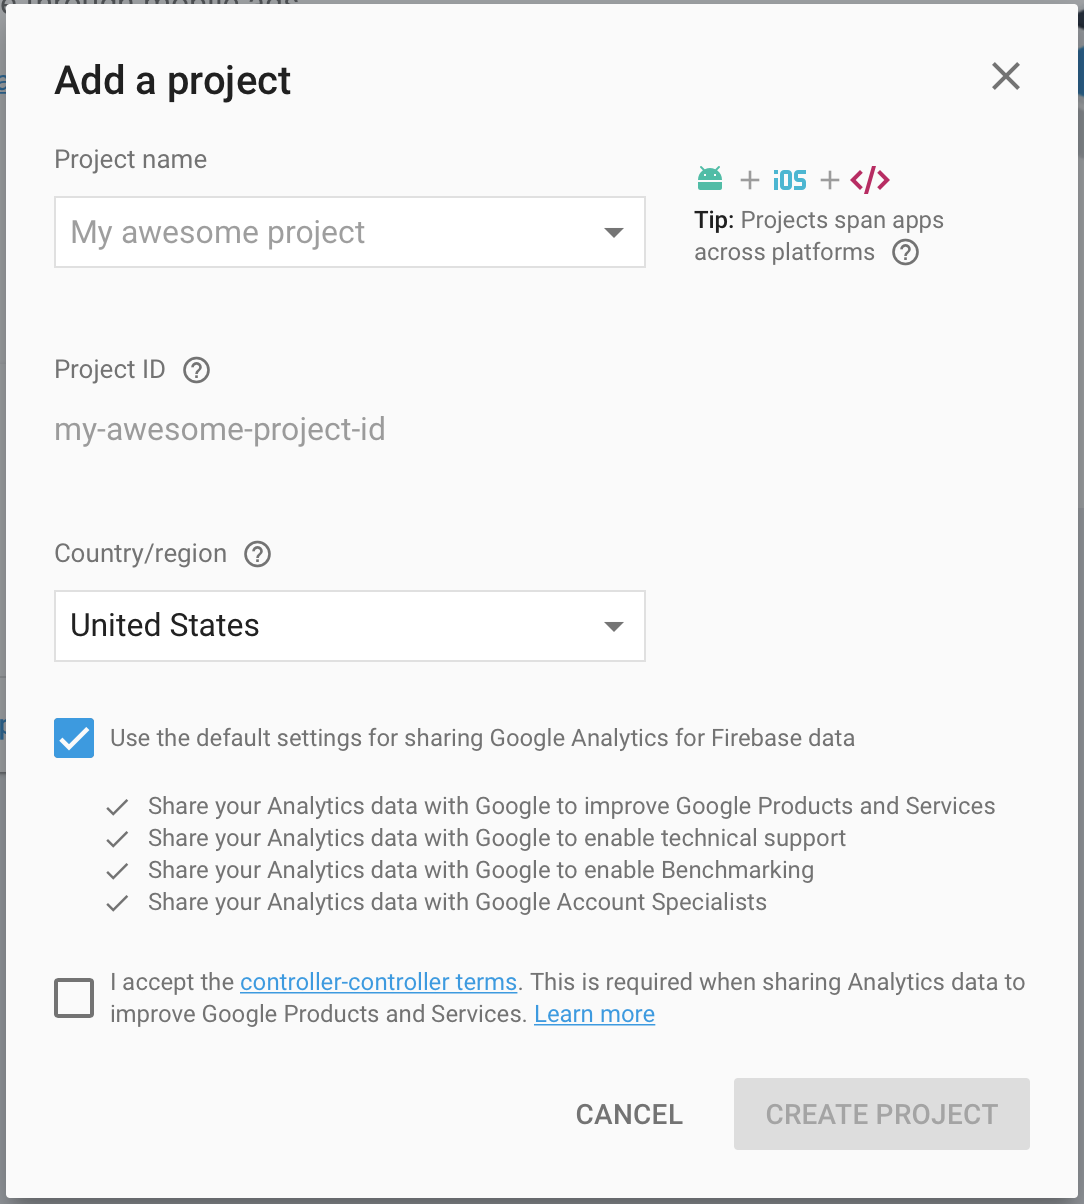 e through mobile ads
Add a project
Project name
My awesome project
+ iOS + </>
Tip: Projects span apps
across platforms ?
Project ID ?
my-awesome-project-id
Country/region ?
United States
Use the default settings for sharing Google Analytics for Firebase data
Share your Analytics data with Google to improve Google Products and Services
Share your Analytics data with Google to enable technical support
Share your Analytics data with Google to enable Benchmarking
Share your Analytics data with Google Account Specialists
I accept the controller-controller terms. This is required when sharing Analytics data to
improve Google Products and Services. Learn more
CANCEL
CREATE PROJECT